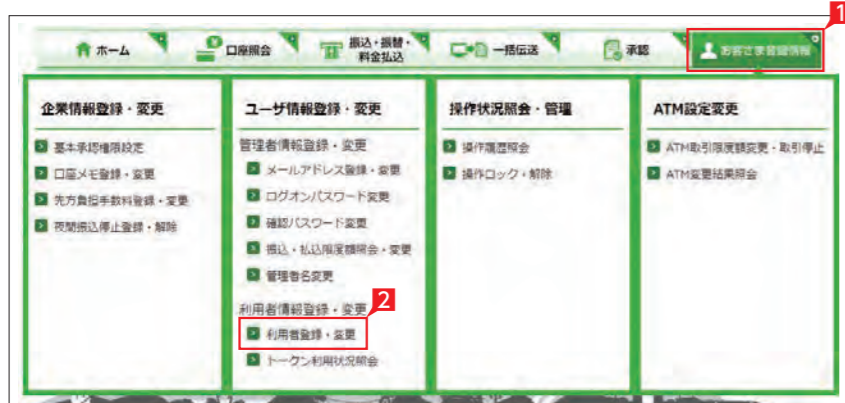 1
ホーム
口座照会
振込・振替・
料金払込
一括伝送
承認
お客さま登録情報
企業情報登録・変更
基本承認権限設定
口座メモ登録・変更
先方負担手数料登録・変更
夜間振込停止登録・解除
ユーザ情報登録・変更
管理者情報登録・変更
メールアドレス登録・変更
ログオンパスワード変更
確認パスワード変更
振込・払込限度額照会・変更
管理者名変更
利用者情報登録・変更
2
利用者登録・変更
トークン利用状況照会
操作状況照会・管理
操作履歴照会
操作ロック・解除
ATM設定変更
ATM取引限度額変更・取引停止
ATM変更結果照会